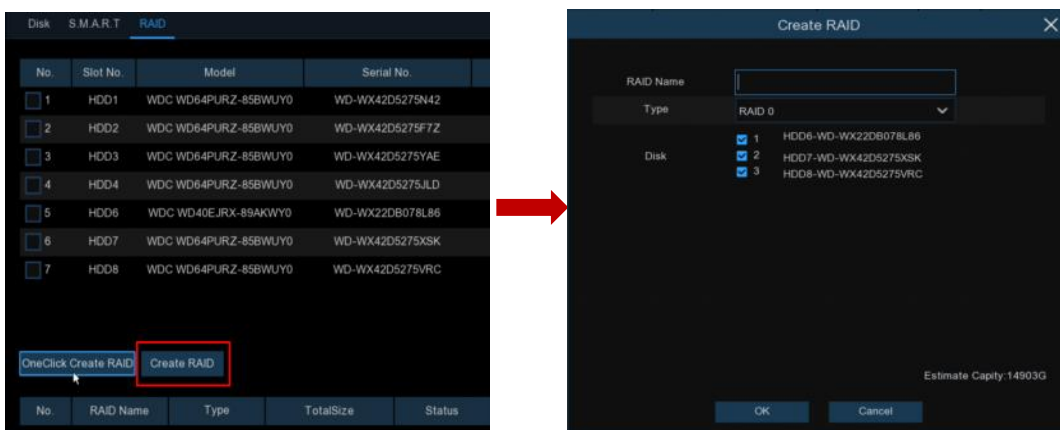 Disk S.M.A.R.T RAID
No. Slot No. Model Serial No.
1 HDD1 WDC WD64PURZ-85BWUY0 WD-WX42D5275N42
2 HDD2 WDC WD64PURZ-85BWUY0 WD-WX42D5275F7Z
3 HDD3 WDC WD64PURZ-85BWUY0 WD-WX42D5275YAE
4 HDD4 WDC WD64PURZ-85BWUY0 WD-WX42D5275JLD
5 HDD6 WDC WD40EJRX-89AKWY0 WD-WX22DB078L86
6 HDD7 WDC WD64PURZ-85BWUY0 WD-WX42D5275XSK
7 HDD8 WDC WD64PURZ-85BWUY0 WD-WX42D5275VRC
OneClick Create RAID Create RAID
No. RAID Name Type TotalSize Status
Create RAID
RAID Name
Type RAID 0
Disk
1 HDD6-WD-WX22DB078L86
2 HDD7-WD-WX42D5275XSK
3 HDD8-WD-WX42D5275VRC
Estimate Capity:14903G
OK Cancel